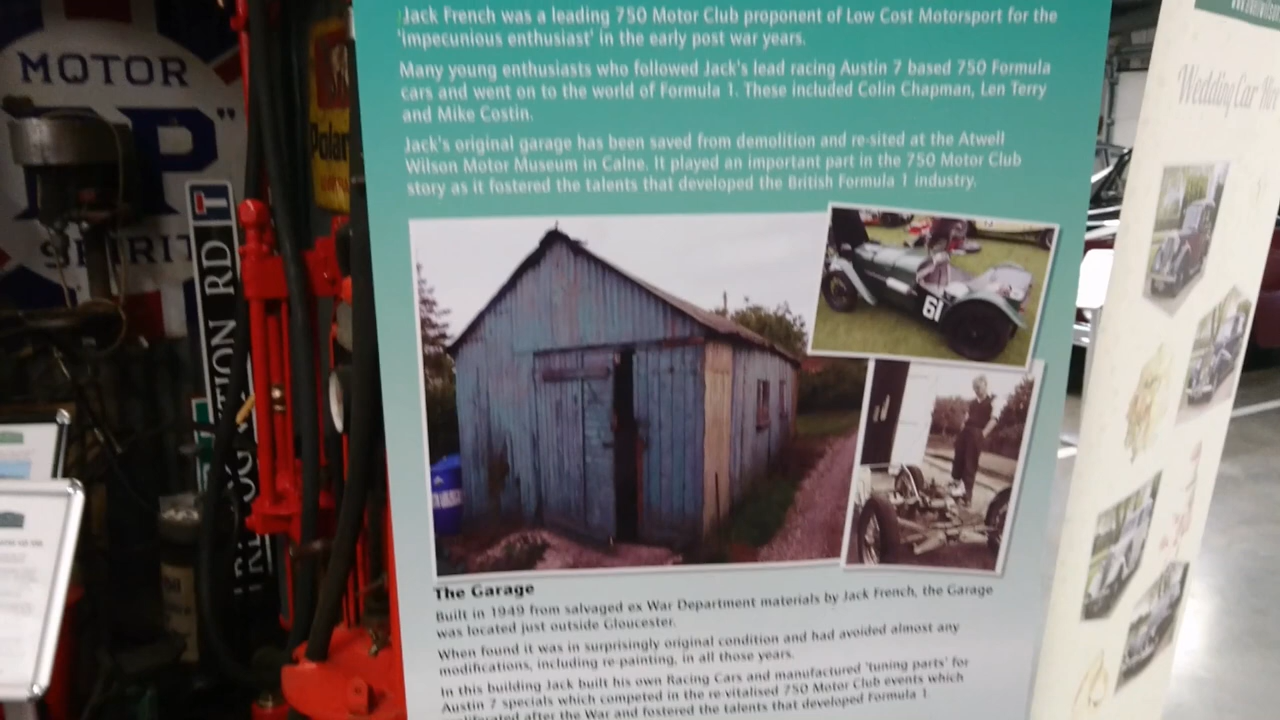 Jack French was a leading 750 Motor Club proponent of Low Cost Motorsport for the
'impecunious enthusiast' in the early post war years.
Many young enthusiasts who followed Jack's lead racing Austin 7 based 750 Formula
cars and went on to the world of Formula 1. These included Colin Chapman, Len Terry
and Mike Costin.
Jack's original garage has been saved from demolition and re-sited at the Atwell
Wilson Motor Museum in Calne. It played an important part in the 750 Motor Club
story as it fostered the talents that developed the British Formula 1 industry.
61
The Garage
Built in 1949 from salvaged ex War Department materials by Jack French, the Garage
was located just outside Gloucester.
When found it was in surprisingly original condition and had avoided almost any
modifications, including re-painting, in all those years.
In this building Jack built his own Racing Cars and manufactured 'tuning parts' for
Austin 7 specials which competed in the re-vitalised 750 Motor Club events which
after the War and fostered the talents that developed Formula 1.
MOTOR
SPIRIT
RD
Wedding Car